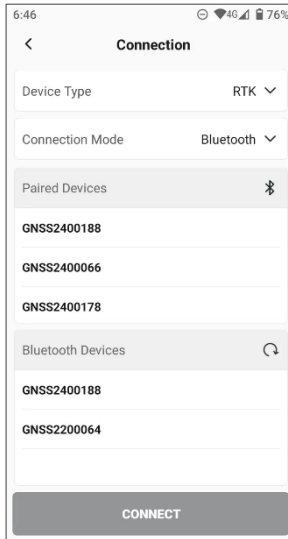 6:46 4G 76%
Connection
Device Type RTK
Connection Mode Bluetooth
Paired Devices
GNSS2400188
GNSS2400066
GNSS2400178
Bluetooth Devices
GNSS2400188
GNSS2200064
CONNECT